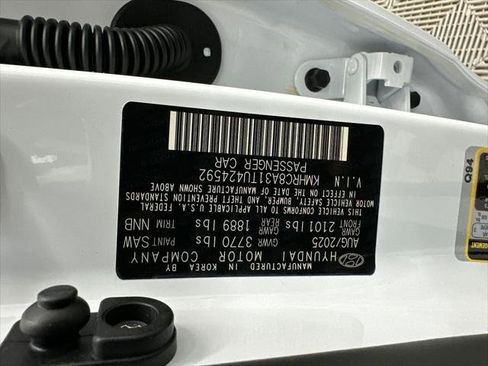 MANUFACTURED IN KOREA BY
HYUNDAI MOTOR COMPANY
AUG/2025 GVWR 3770 lbs PAINT SAW
FRONT GAWR 2101 lbs REAR GAWR 1889 lbs TRIM NNB
THIS VEHICLE CONFORMS TO ALL APPLICABLE U.S.A. FEDERAL
MOTOR VEHICLE SAFETY, BUMPER, AND THEFT PREVENTION STANDARDS
IN EFFECT ON THE DATE OF MANUFACTURE SHOWN ABOVE
V.I.N KMHRC8A31TU424592
PASSENGER CAR
Q94